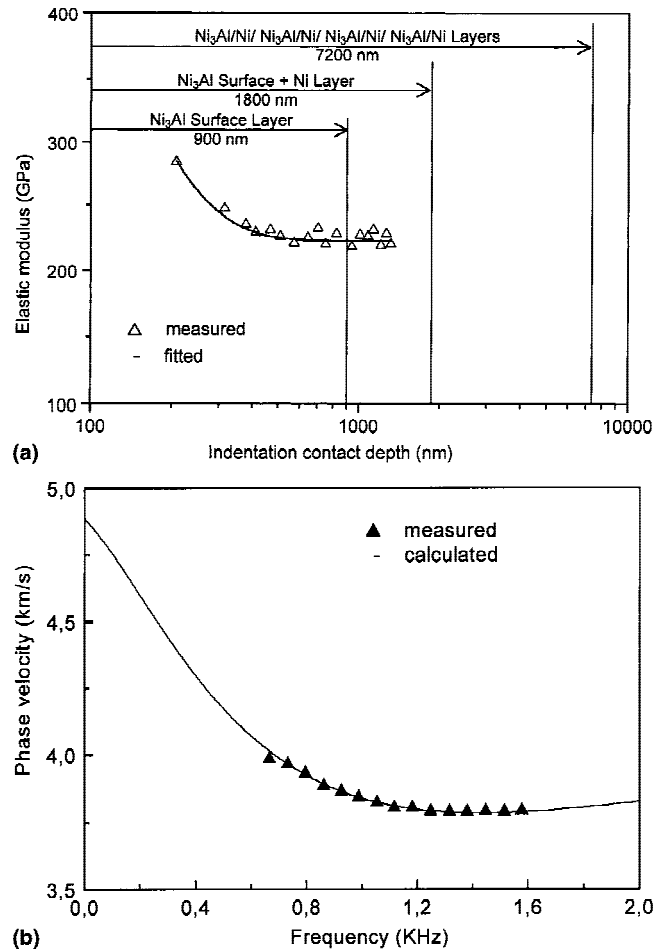 400
Ni₃Al/Ni/ Ni₃Al/Ni/ Ni₃Al/Ni/ Ni₃Al/Ni Layers
7200 nm
Ni₃Al Surface + Ni Layer
1800 nm
Ni₃Al Surface Layer
900 nm
300
200
100
Elastic modulus (GPa)
measured
fitted
100
1000
10000
Indentation contact depth (nm)
(a)
5,0
4,5
4,0
3,5
Phase velocity (km/s)
measured
calculated
0,0
0,4
0,8
1,2
1,6
2,0
Frequency (KHz)
(b)